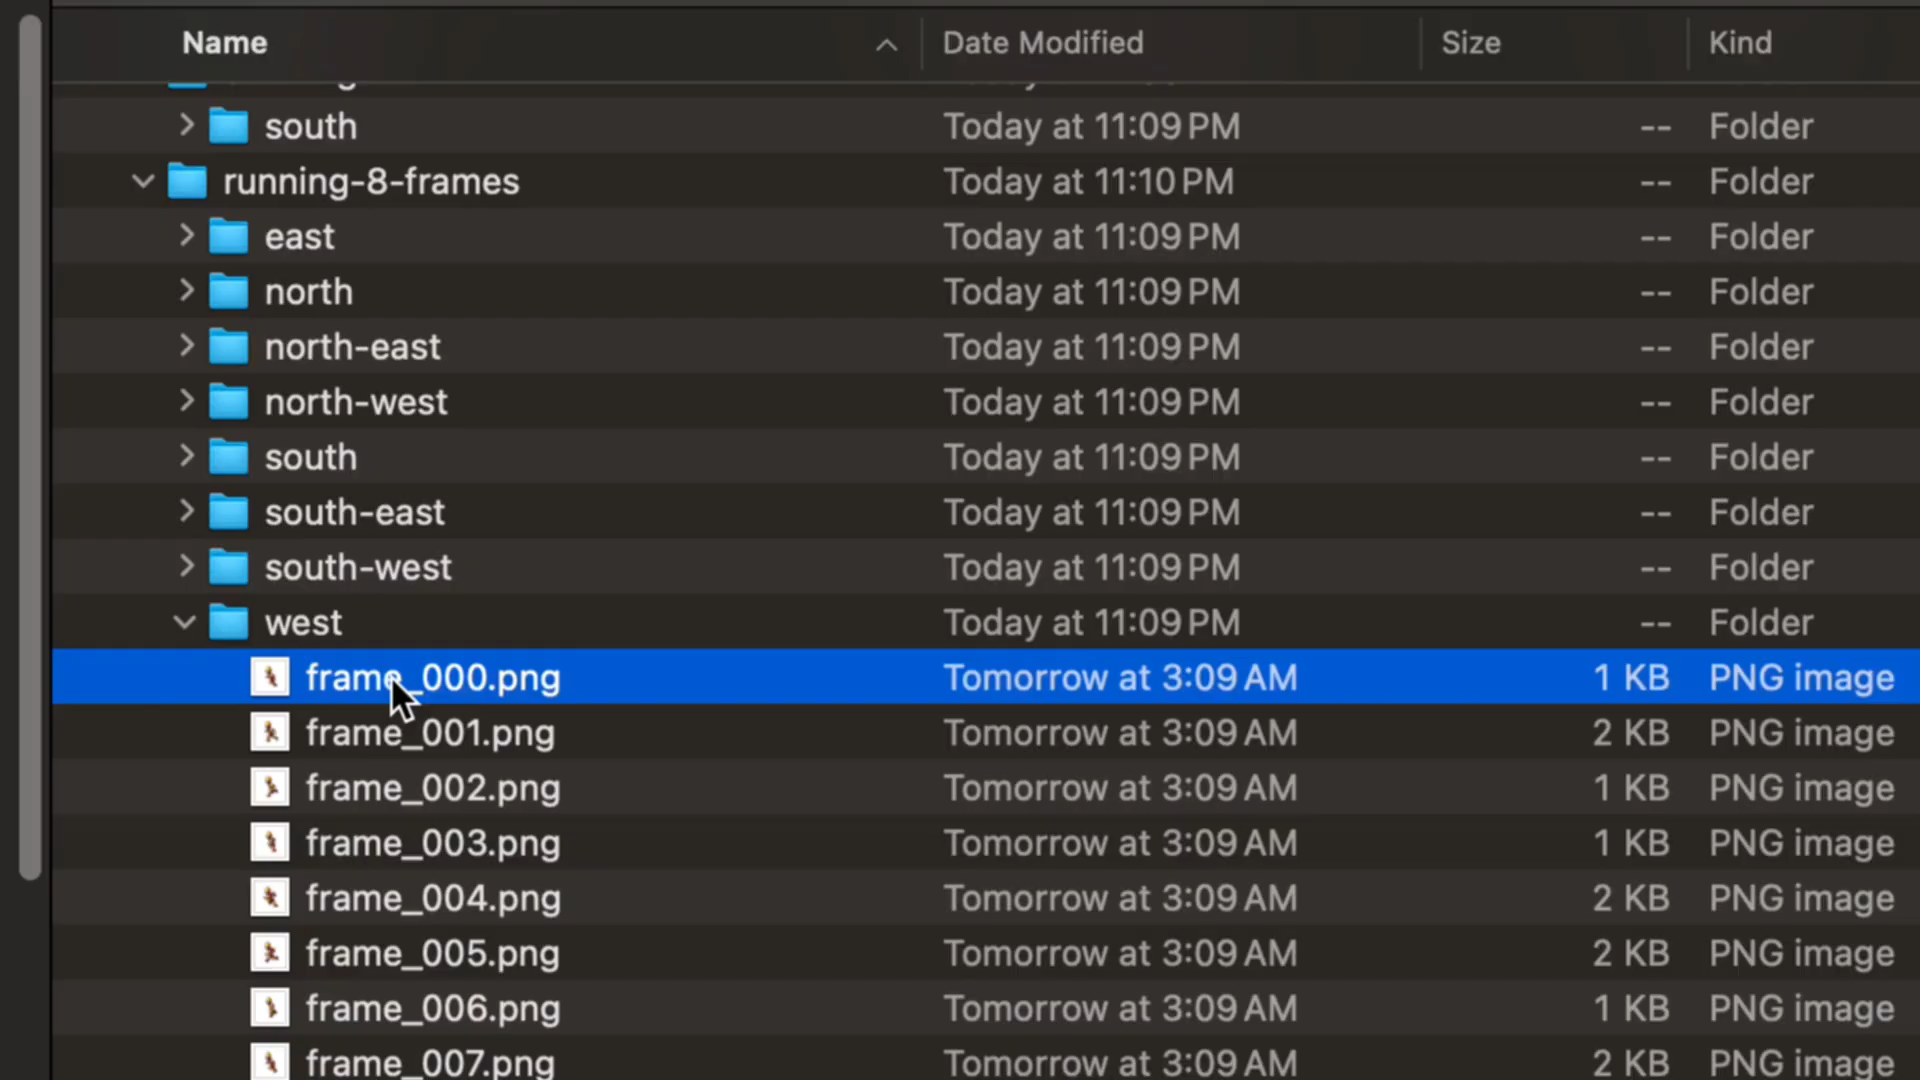 Name Date Modified Size Kind
south Today at 11:09 PM -- Folder
running-8-frames Today at 11:10 PM -- Folder
east Today at 11:09 PM -- Folder
north Today at 11:09 PM -- Folder
north-east Today at 11:09 PM -- Folder
north-west Today at 11:09 PM -- Folder
south Today at 11:09 PM -- Folder
south-east Today at 11:09 PM -- Folder
south-west Today at 11:09 PM -- Folder
west Today at 11:09 PM -- Folder
frame_000.png Tomorrow at 3:09 AM 1 KB PNG image
frame_001.png Tomorrow at 3:09 AM 2 KB PNG image
frame_002.png Tomorrow at 3:09 AM 1 KB PNG image
frame_003.png Tomorrow at 3:09 AM 1 KB PNG image
frame_004.png Tomorrow at 3:09 AM 2 KB PNG image
frame_005.png Tomorrow at 3:09 AM 2 KB PNG image
frame_006.png Tomorrow at 3:09 AM 1 KB PNG image
frame_007.png Tomorrow at 3:09 AM 2 KB PNG image